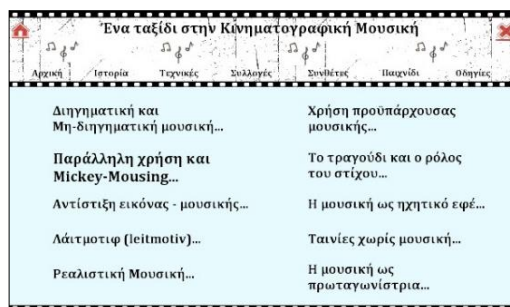 Ένα ταξίδι στην Κινηματογραφική Μουσική
Αρχική Ιστορία Τεχνικές Συλλογές Συνθέτες Παιχνίδι Οδηγίες
Διηγηματική και
Μη-διηγηματική μουσική...
Παράλληλη χρήση και
Mickey-Mousing...
Αντίστιξη εικόνας - μουσικής...
Λάιτμοτιφ (leitmotiv)...
Ρεαλιστική Μουσική...
Χρήση προϋπάρχουσας
μουσικής...
Το τραγούδι και ο ρόλος
του στίχου...
Η μουσική ως ηχητικό εφέ...
Ταινίες χωρίς μουσική...
Η μουσική ως
πρωταγωνίστρια...